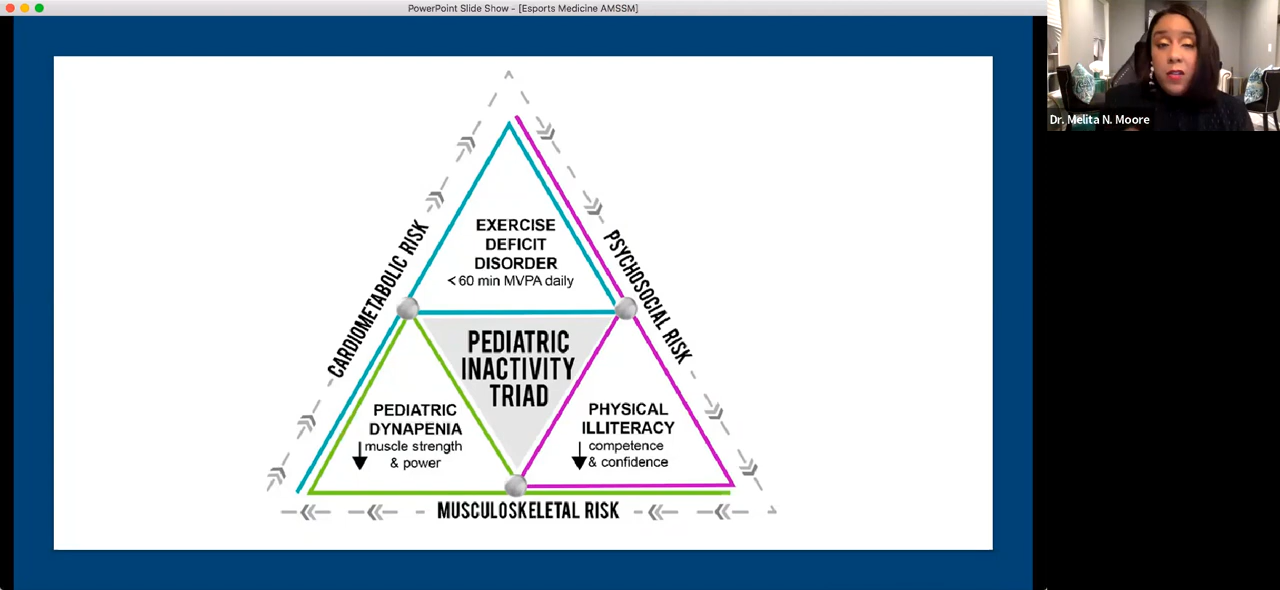 PowerPoint Slide Show - [Esports Medicine AMSSM]
Dr. Melita N. Moore
EXERCISE
DEFICIT
DISORDER
< 60 min MVPA daily
CARDIOMETABOLIC RISK
PSYCHOSOCIAL RISK
PEDIATRIC
INACTIVITY
TRIAD
PEDIATRIC
DYNAPENIA
muscle strength
& power
PHYSICAL
ILLITERACY
competence
& confidence
MUSCULOSKELETAL RISK